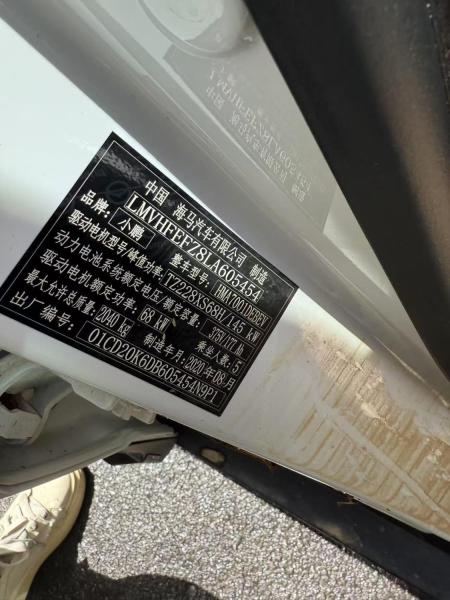 中国 海马汽车有限公司 制造
LMVHFEFZ8LA605454
品牌：小鹏 整车型号：HMA7001DFBEV
驱动电机型号/峰值功率：TZ228XS68H/145 kW
动力电池系统额定电压/额定容量：375V/177 Ah
驱动电机额定功率：68 kW 乘坐人数：5
最大允许总质量：2040 kg 制造年月：2020年08月
出厂编号：01CD20K6DB605454N9P1